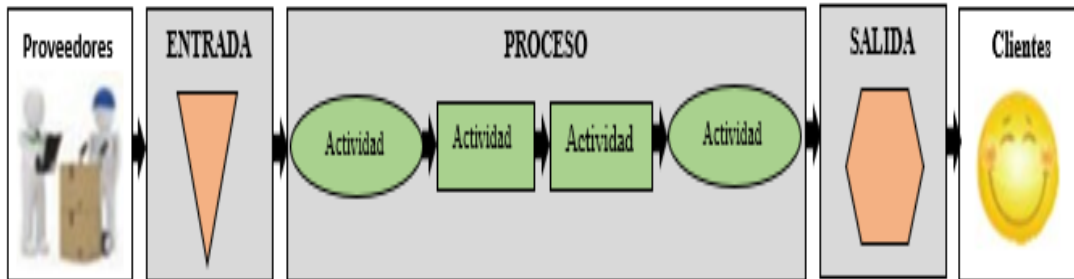 Proveedores
ENTRADA
PROCESO
SALIDA
Clientes
Actividad
Actividad
Actividad
Actividad